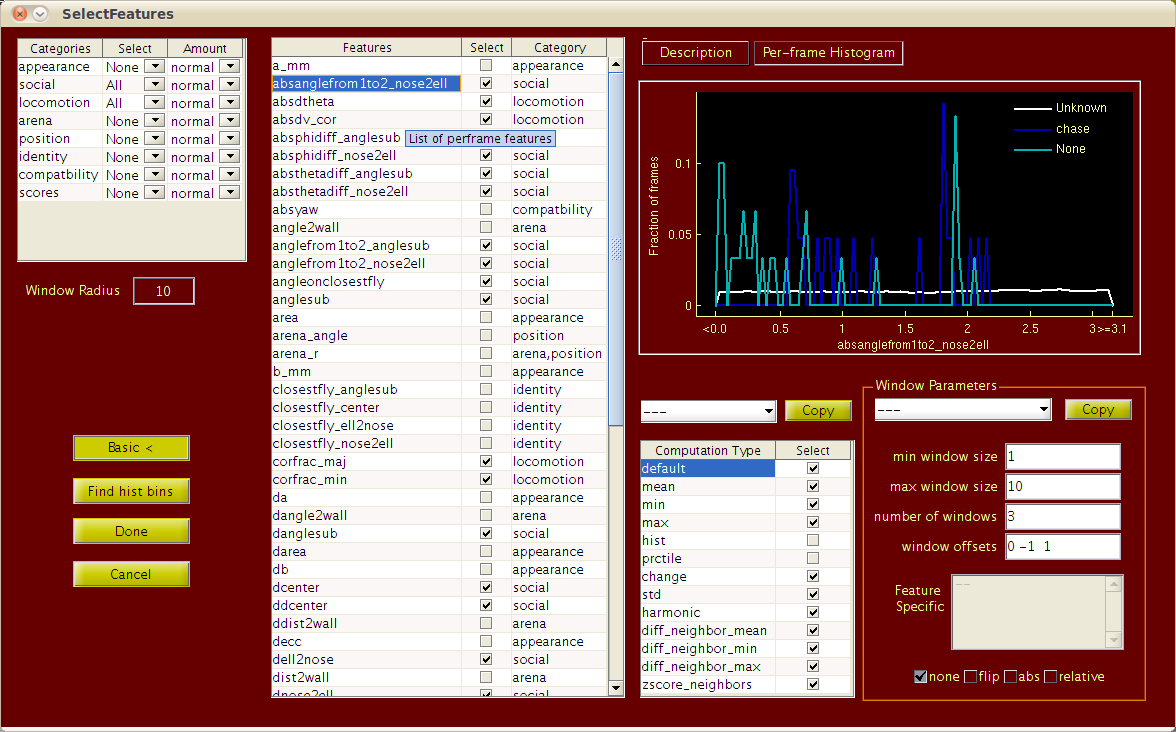 SelectFeatures
Categories Select Amount
appearance None normal
social All normal
locomotion All normal
arena None normal
position None normal
identity None normal
compatbility None normal
scores None normal
Window Radius 10
Basic <
Find hist bins
Done
Cancel
Features Select Category
a_mm appearance
absanglefrom1to2_nose2ell social
absdtheta locomotion
absdv_cor locomotion
absphidiff_anglesub List of perframe features
absphidiff_nose2ell social
absthetadiff_anglesub social
absthetadiff_nose2ell social
absyaw compatbility
angle2wall arena
anglefrom1to2_anglesub social
anglefrom1to2_nose2ell social
angleonclosestfly social
anglesub social
area appearance
arena_angle position
arena_r arena,position
b_mm appearance
closestfly_anglesub identity
closestfly_center identity
closestfly_ell2nose identity
closestfly_nose2ell identity
corfrac_maj locomotion
corfrac_min locomotion
da appearance
dangle2wall arena
danglesub social
darea appearance
db appearance
dcenter social
ddcenter social
ddist2wall arena
decc appearance
dell2nose social
dist2wall arena
dnose2ell social
Description Per-frame Histogram
Unknown
chase
None
Fraction of frames
0.1
0.05
0
<0.0 0.5 1 1.5 2 2.5 3 >=3.1
absanglefrom1to2_nose2ell
--- Copy
Computation Type Select
default
mean
min
max
hist
prctile
change
std
harmonic
diff_neighbor_mean
diff_neighbor_min
diff_neighbor_max
zscore_neighbors
Window Parameters
--- Copy
min window size 1
max window size 10
number of windows 3
window offsets 0 -1 1
Feature
Specific
--
none flip abs relative